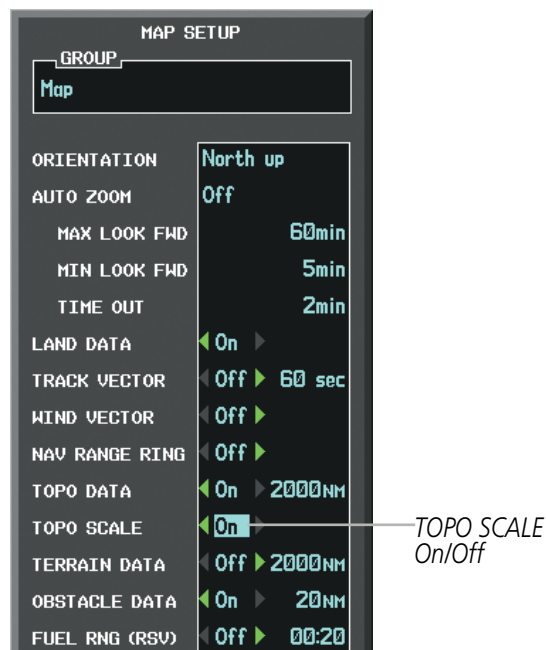 MAP SETUP
GROUP
Map
ORIENTATION North up
AUTO ZOOM Off
MAX LOOK FWD 60min
MIN LOOK FWD 5min
TIME OUT 2min
LAND DATA On
TRACK VECTOR Off 60 sec
WIND VECTOR Off
NAV RANGE RING Off
TOPO DATA On 2000NM
TOPO SCALE On
TOPO SCALE
On/Off
TERRAIN DATA Off 2000NM
OBSTACLE DATA On 20NM
FUEL RNG (RSV) Off 00:20